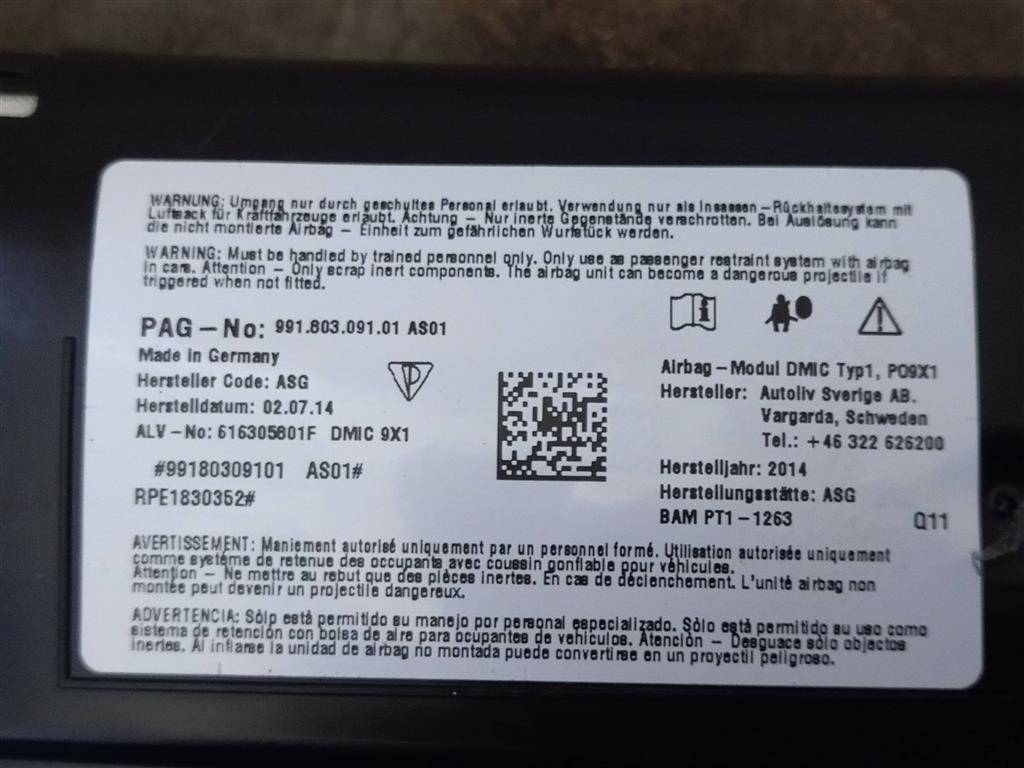 WARNUNG: Umgang nur durch geschultes Personal erlaubt. Verwendung nur als Insassen-Rückhaltesystem mit
Luftsack für Kraftfahrzeuge erlaubt. Achtung - Nur inerte Gegenstände verschrotten. Bei Auslösung kann
die nicht montierte Airbag - Einheit zum gefährlichen Wurfstück werden.
WARNING: Must be handled by trained personnel only. Only use as passenger restraint system with airbag
in cars. Attention - Only scrap inert components. The airbag unit can become a dangerous projectile if
triggered when not fitted.
PAG-No: 991.803.091.01 AS01
Made in Germany
Hersteller Code: ASG
Herstelldatum: 02.07.14
ALV-No: 616305801F DMIC 9X1
#99180309101 AS01#
RPE1830352#
Airbag-Modul DMIC Typ1, PO9X1
Hersteller: Autoliv Sverige AB.
Vargarda, Schweden
Tel.: +46 322 626200
Herstelljahr: 2014
Herstellungsstätte: ASG
BAM PT1-1263 Q11
AVERTISSEMENT: Maniement autorisé uniquement par un personnel formé. Utilisation autorisée uniquement
comme système de retenue des occupants avec coussin gonflable pour véhicules.
Attention - Ne mettre au rebut que des pièces inertes. En cas de déclenchement. L'unité airbag non
montée peut devenir un projectile dangereux.
ADVERTENCIA: Sólo está permitido su manejo por personal especializado. Sólo está permitido su uso como
sistema de retención con bolsa de aire para ocupantes de vehículos. Atención - Desguace sólo objectos
inertes. Al inflarse la unidad de airbag no montada puede convertirse en un proyectil peligroso.